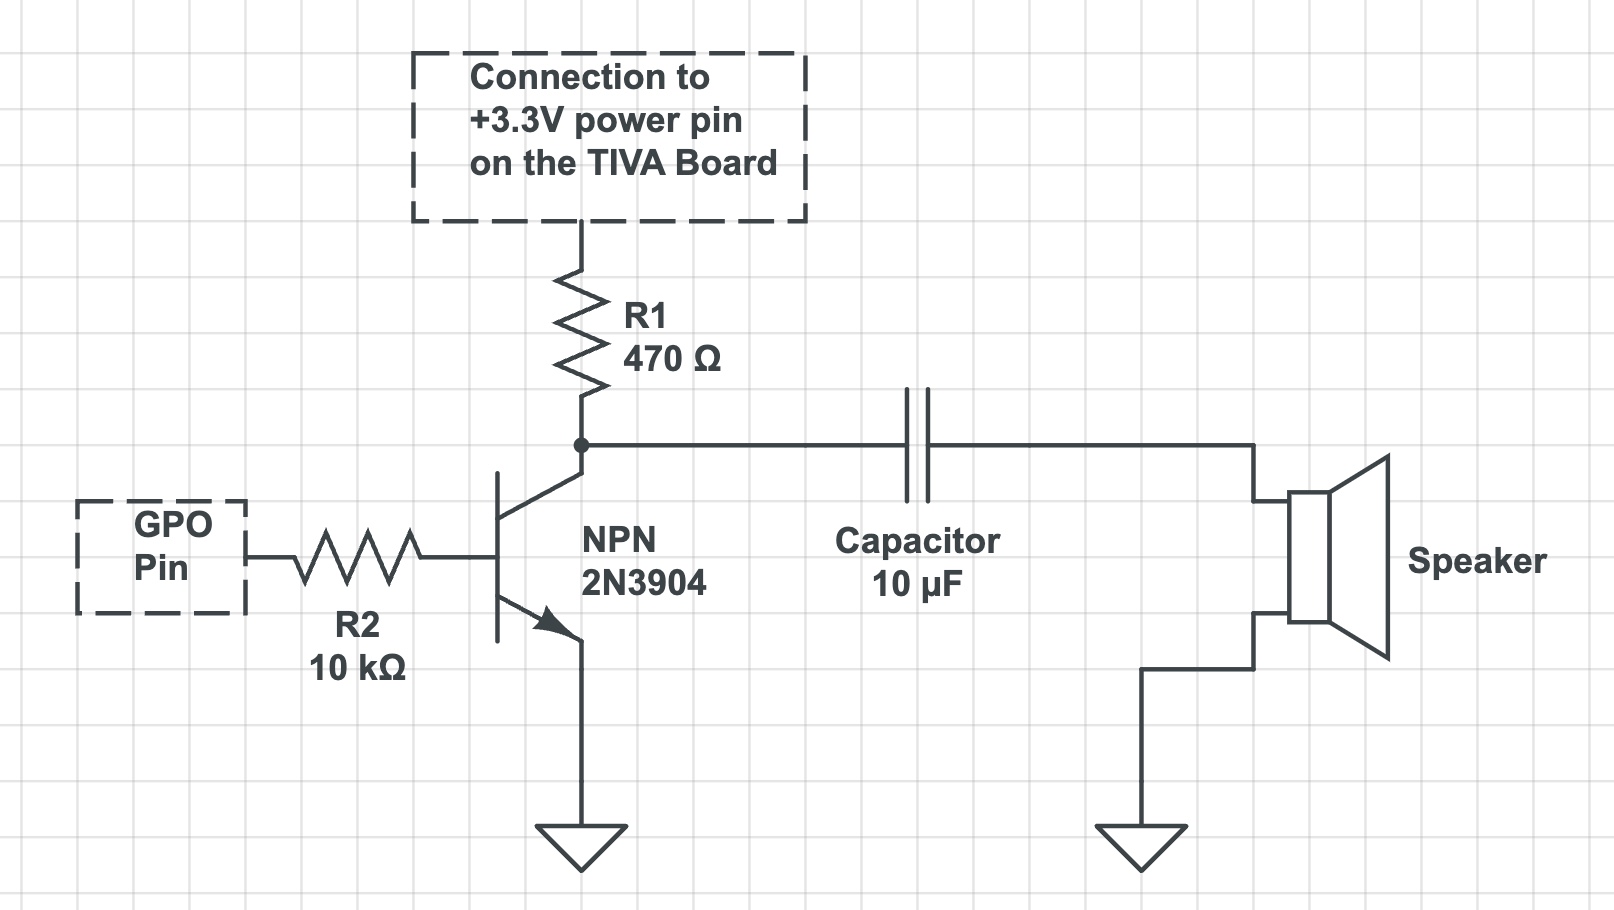 Connection to
+3.3V power pin
on the TIVA Board
R1
470 Ω
GPO
Pin
R2
10 kΩ
NPN
2N3904
Capacitor
10 µF
Speaker